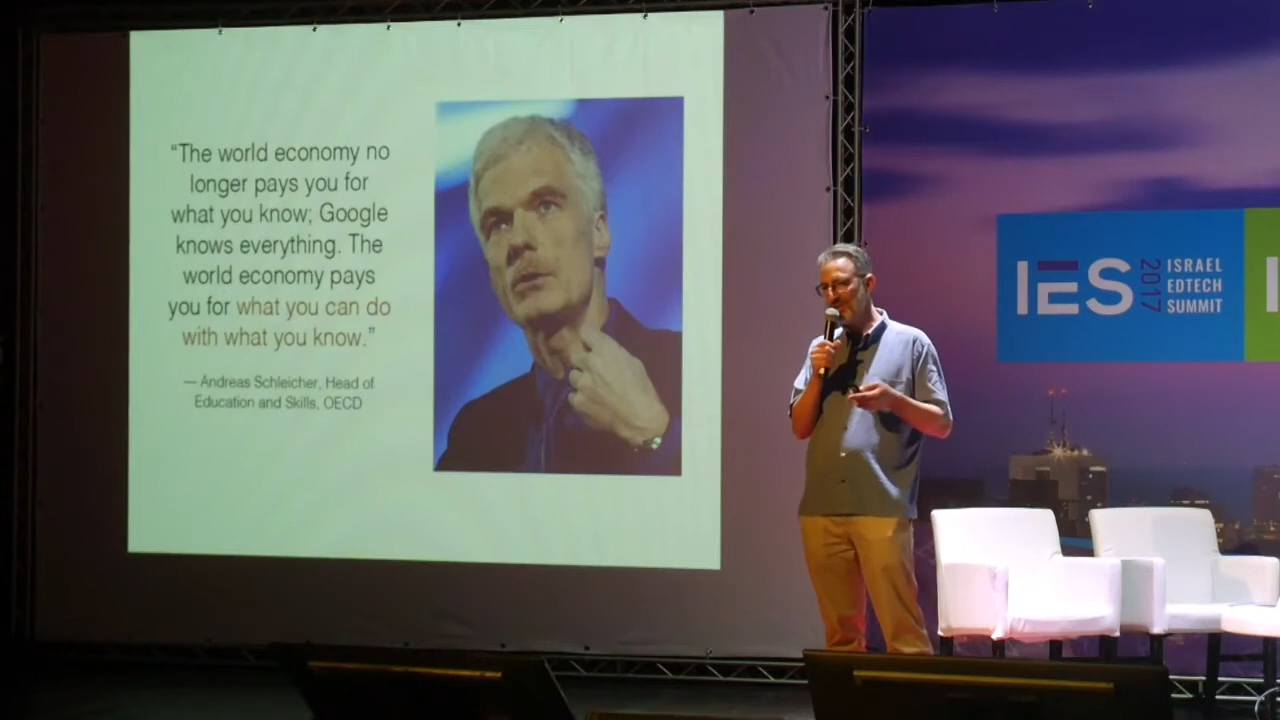 “The world economy no
longer pays you for
what you know; Google
knows everything. The
world economy pays
you for what you can do
with what you know.”
— Andreas Schleicher, Head of
Education and Skills, OECD
IES
2017
ISRAEL
EDTECH
SUMMIT